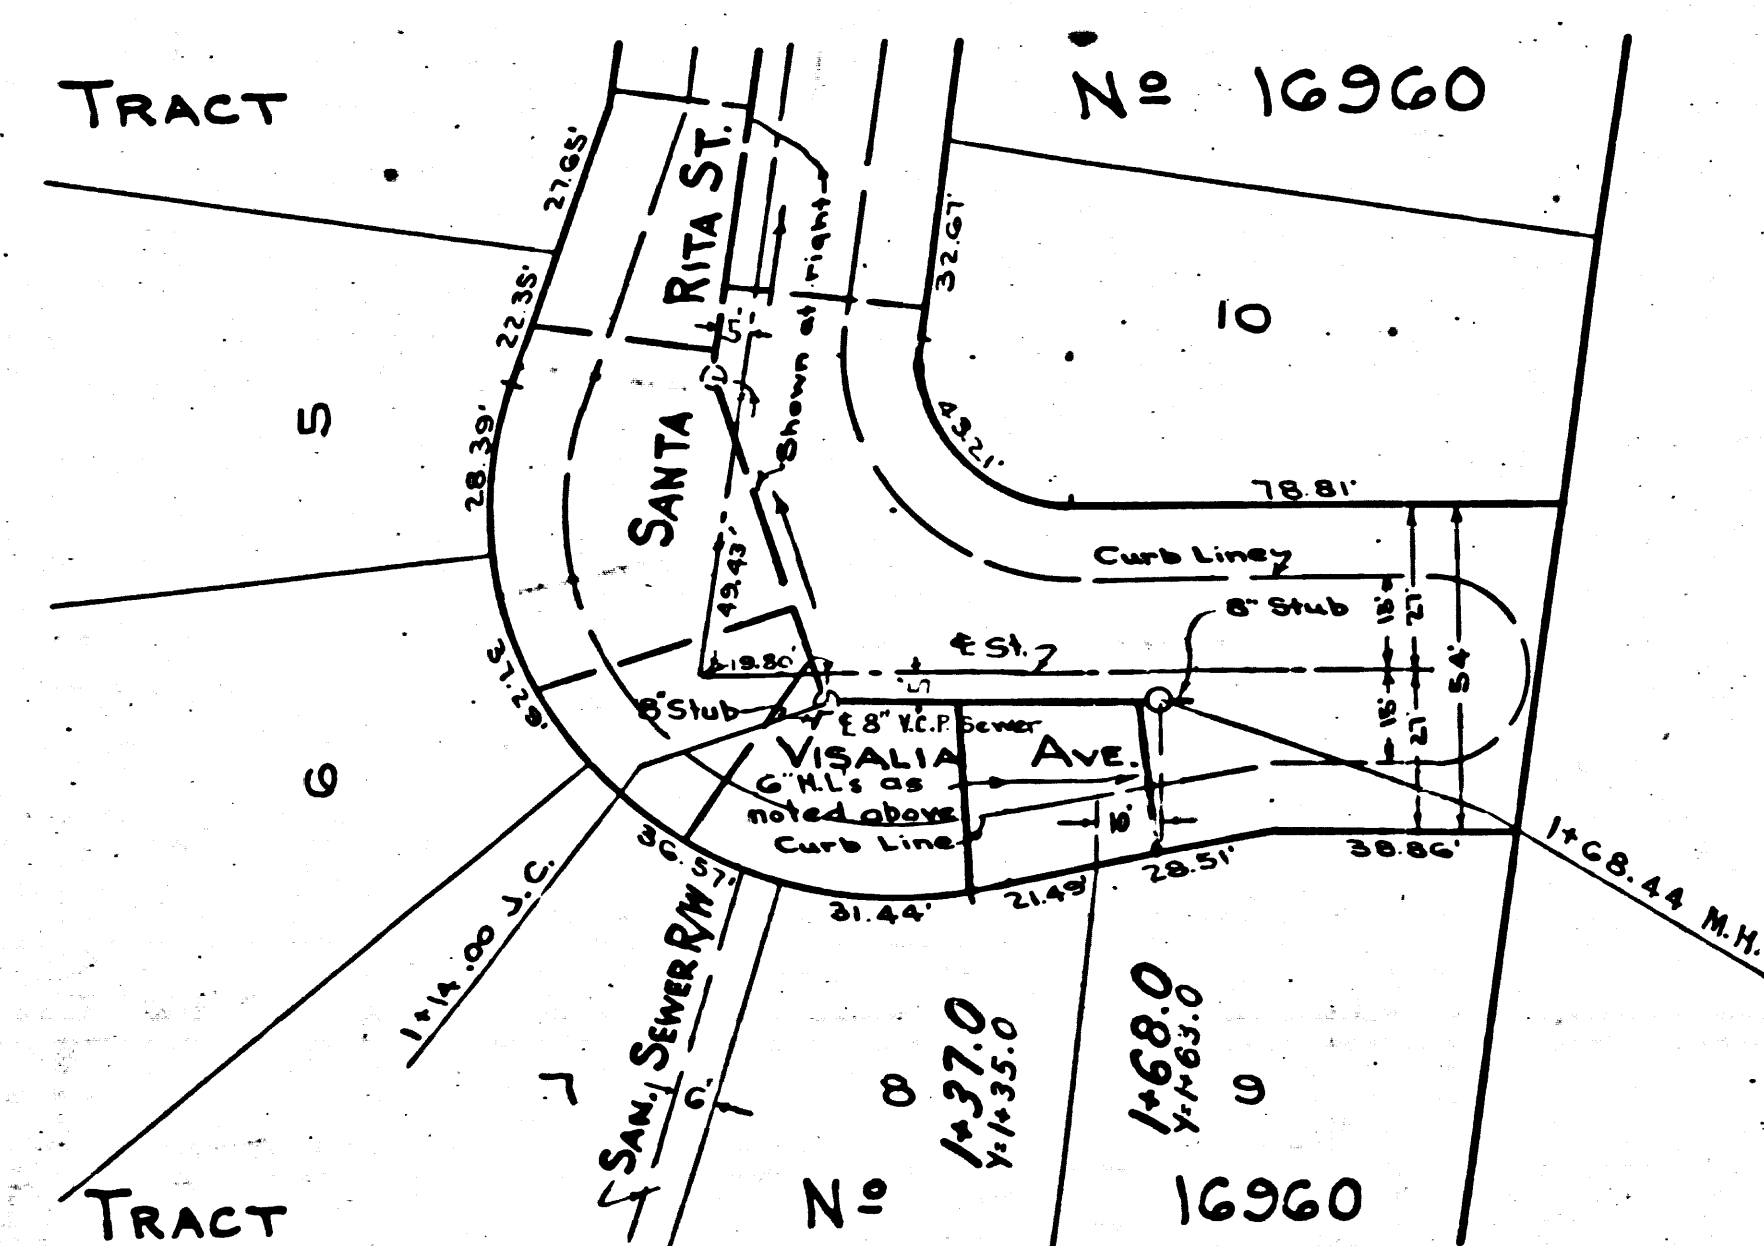 TRACT
Nº 16960
27.65'
RITA ST.
SANTA
Shown at right
32.67'
22.35'
5'
10
5
28.39'
43.21'
78.81'
Curb Line
8" Stub
18'
27'
54'
49.43'
℄ St.
19.80'
5'
37.29'
8" Stub
℄ 8" V.C.P. Sewer
18'
27'
VISALIA AVE.
6
6" H.L's as
noted above
Curb Line
36.57'
31.44'
21.49'
28.51'
38.86'
1+68.44 M.H.
1+14.00 J.C.
SAN. SEWER R/W
6'
7
8
1+37.0
Y=1+35.0
1+68.0
Y=1+63.0
9
TRACT
Nº
16960